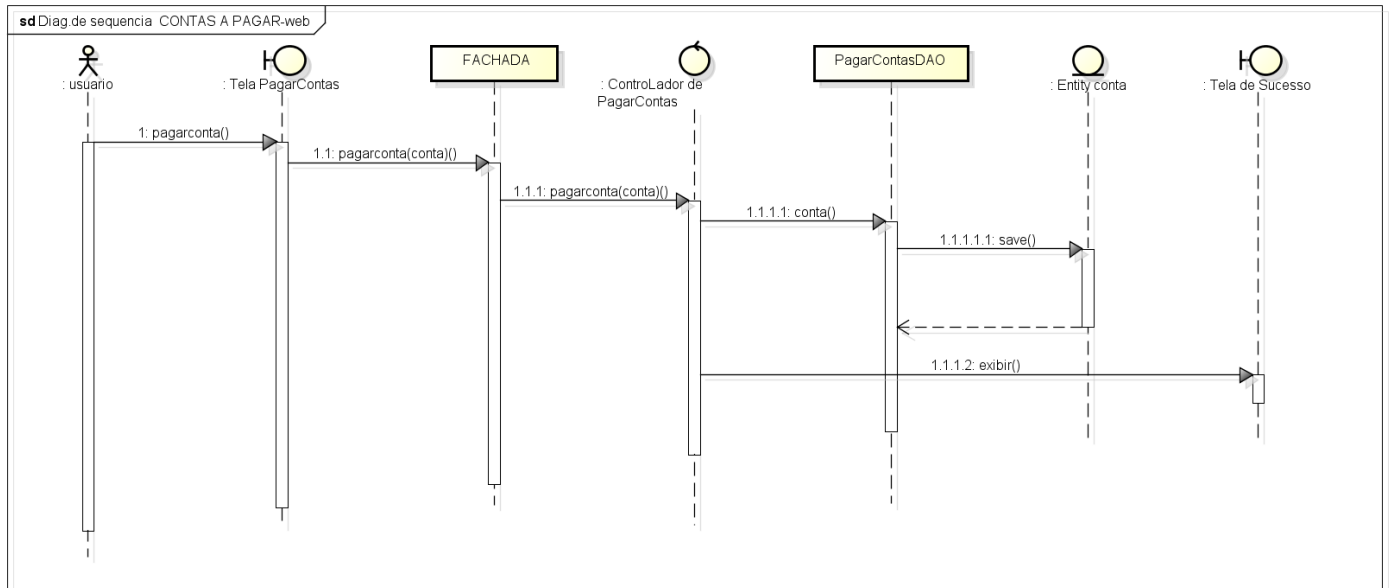 sd Diag.de sequencia CONTAS A PAGAR-web
: usuario
: Tela PagarContas
FACHADA
: ControLador de
PagarContas
PagarContasDAO
: Entity conta
: Tela de Sucesso
1: pagarconta()
1.1: pagarconta(conta)()
1.1.1: pagarconta(conta)()
1.1.1.1: conta()
1.1.1.1.1: save()
1.1.1.2: exibir()